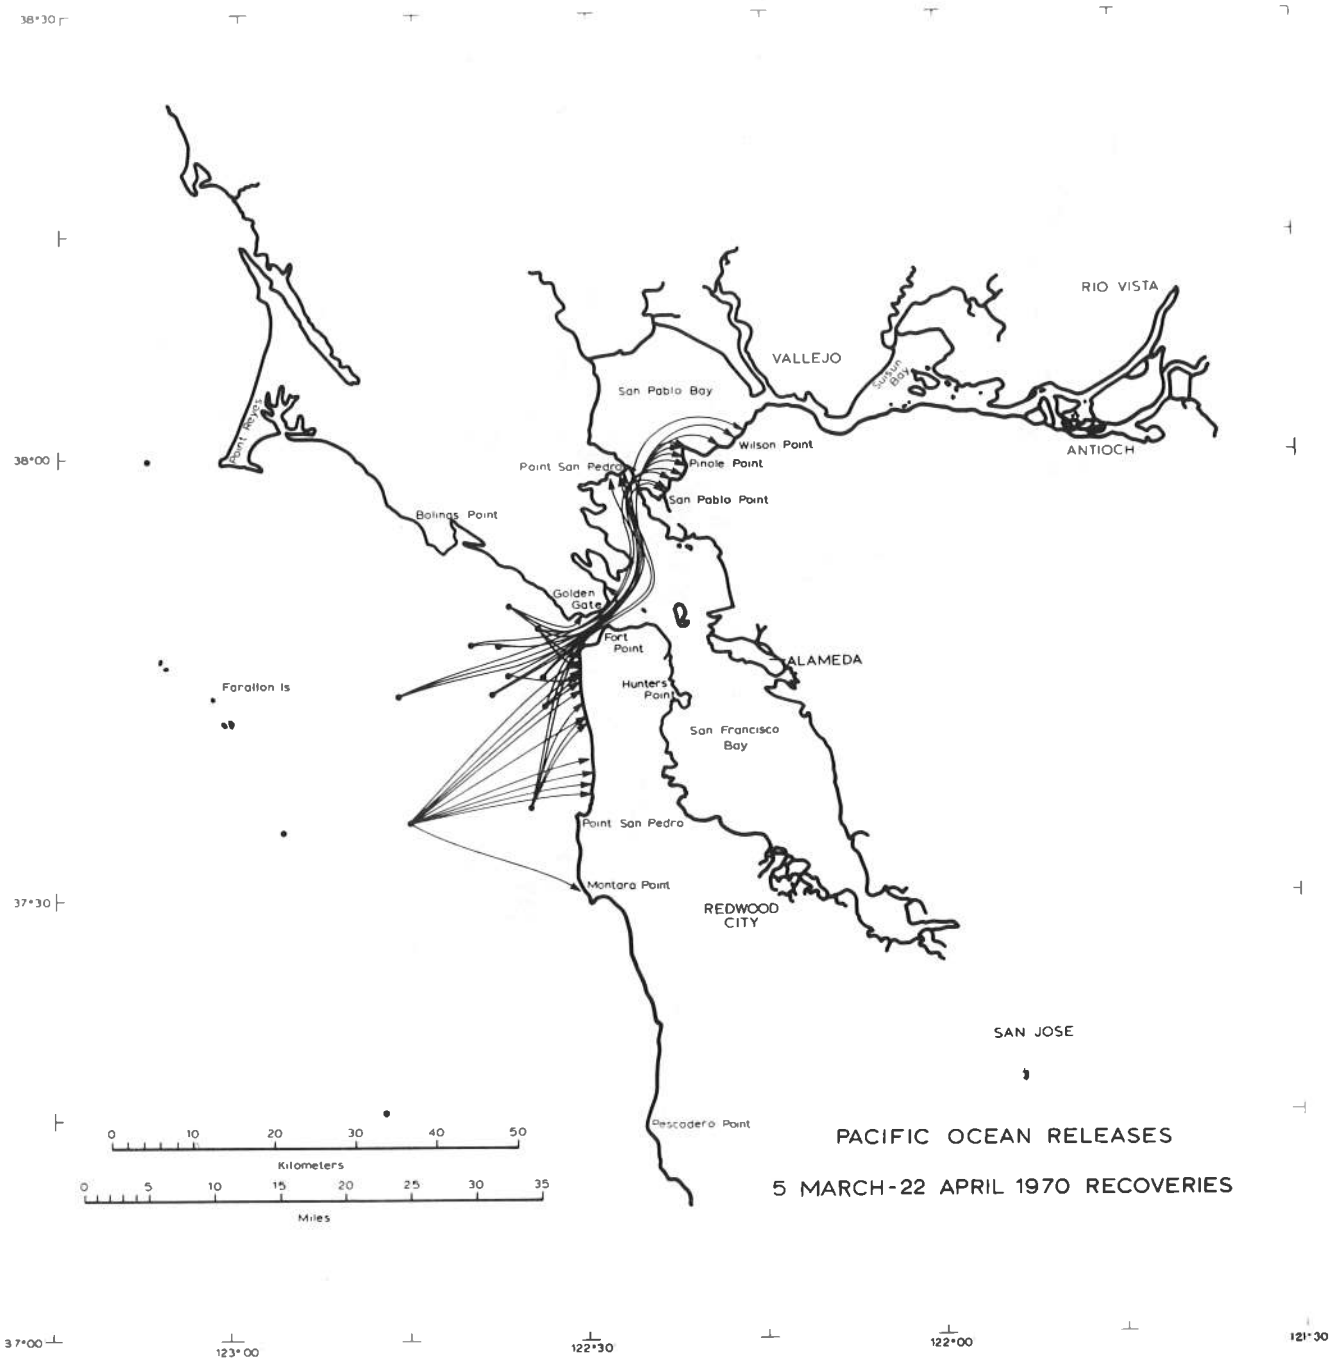 38°30
RIO VISTA
VALLEJO
Suisun
Bay
San Pablo Bay
Point Reyes
Wilson Point
ANTIOCH
38°00
Point San Pedro
Pinole Point
San Pablo Point
Bolinas Point
Golden
Gate
Fort
Point
ALAMEDA
Hunters
Point
Farallon Is
San Francisco
Bay
Point San Pedro
Montara Point
37°30
REDWOOD
CITY
SAN JOSE
Pescadero Point
PACIFIC OCEAN RELEASES
0 10 20 30 40 50
Kilometers
5 MARCH-22 APRIL 1970 RECOVERIES
0 5 10 15 20 25 30 35
Miles
37°00
123°00
122°30
122°00
121°30